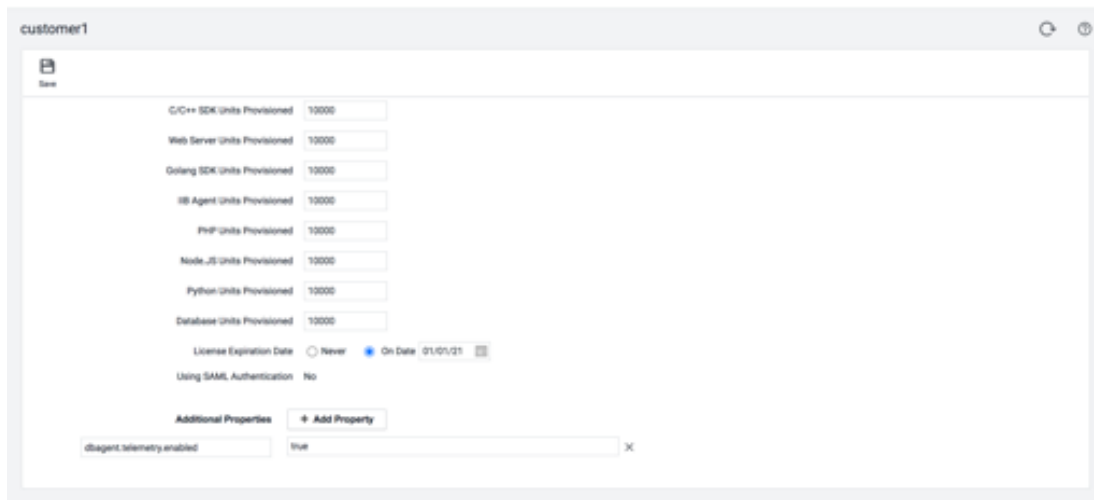 customer1
Save
C/C++ SDK Units Provisioned 10000
Web Server Units Provisioned 10000
Golang SDK Units Provisioned 10000
IIB Agent Units Provisioned 10000
PHP Units Provisioned 10000
Node.JS Units Provisioned 10000
Python Units Provisioned 10000
Database Units Provisioned 10000
License Expiration Date Never On Date 01/01/21
Using SAML Authentication No
Additional Properties + Add Property
dbagent.telemetry.enabled true